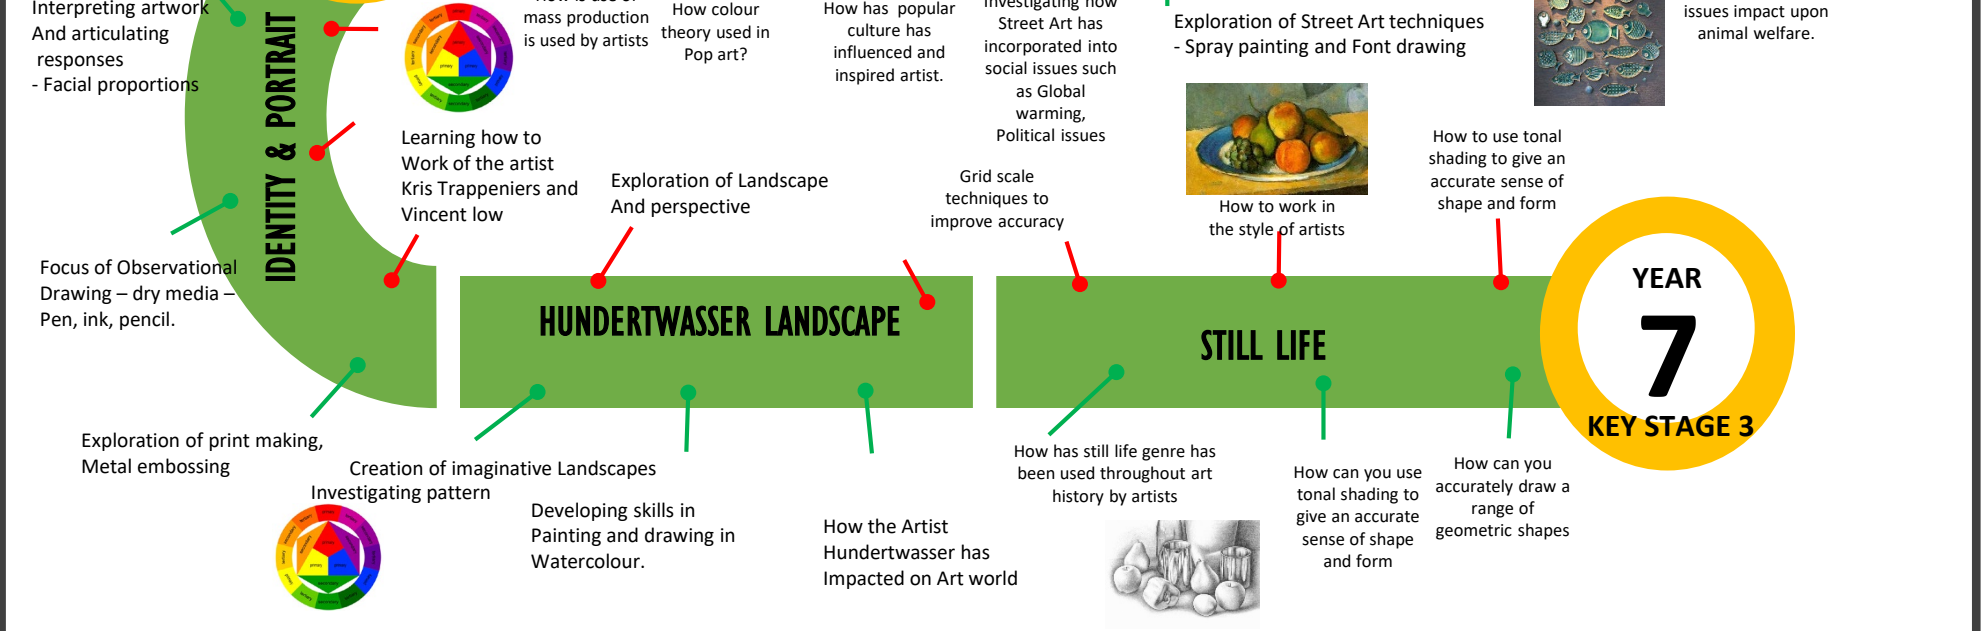 Interpreting artwork
And articulating
responses
- Facial proportions
IDENTITY & PORTRAIT
mass production
is used by artists
How colour
theory used in
Pop art?
How has popular
culture has
influenced and
inspired artist.
Investigating how
Street Art has
incorporated into
social issues such
as Global
warming,
Political issues
Exploration of Street Art techniques
- Spray painting and Font drawing
issues impact upon
animal welfare.
Learning how to
Work of the artist
Kris Trappeniers and
Vincent low
Exploration of Landscape
And perspective
Grid scale
techniques to
improve accuracy
How to work in
the style of artists
How to use tonal
shading to give an
accurate sense of
shape and form
Focus of Observational
Drawing – dry media –
Pen, ink, pencil.
HUNDERTWASSER LANDSCAPE
STILL LIFE
YEAR
7
KEY STAGE 3
Exploration of print making,
Metal embossing
Creation of imaginative Landscapes
Investigating pattern
Developing skills in
Painting and drawing in
Watercolour.
How the Artist
Hundertwasser has
Impacted on Art world
How has still life genre has
been used throughout art
history by artists
How can you use
tonal shading to
give an accurate
sense of shape
and form
How can you
accurately draw a
range of
geometric shapes